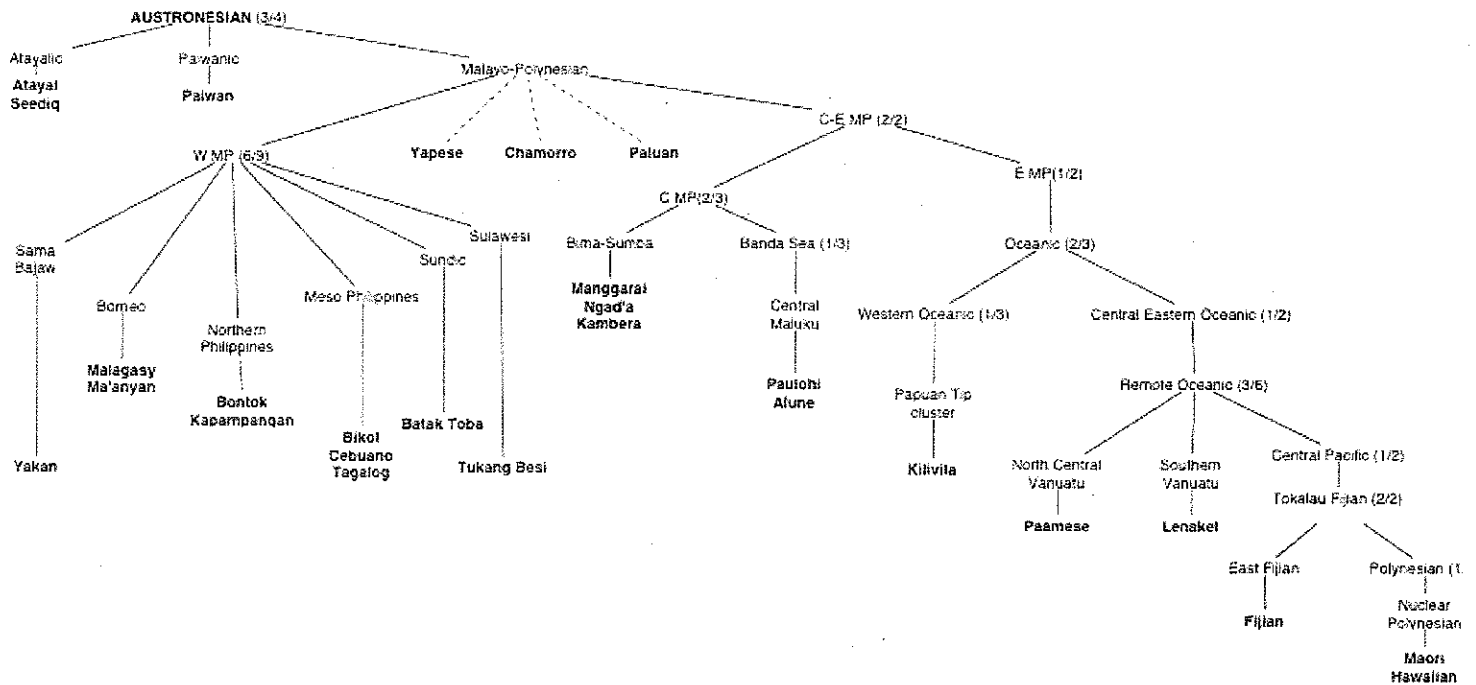 AUSTRONESIAN (3/4)
Atayalic
Atayal
Seediq
Paiwanic
Paiwan
Malayo-Polynesian
W MP (6/9)
Yapese
Chamorro
Paluan
C-E MP (2/2)
C MP(2/3)
E MP(1/2)
Sama
Bajaw
Yakan
Borneo
Malagasy
Ma'anyan
Northern
Philippines
Bontok
Kapampangan
Meso Philippines
Bikol
Cebuano
Tagalog
Sundic
Batak Toba
Sulawesi
Tukang Besi
Bima-Sumba
Manggarai
Ngad'a
Kambera
Banda Sea (1/3)
Central
Maluku
Paulohi
Alune
Oceanic (2/3)
Western Oceanic (1/3)
Papuan Tip
cluster
Kilivila
Central Eastern Oceanic (1/2)
Remote Oceanic (3/6)
North Central
Vanuatu
Paamese
Southern
Vanuatu
Lenakel
Central Pacific (1/2)
Tokalau Fijian (2/2)
East Fijian
Fijian
Polynesian (1.
Nuclear
Polynesian
Maori
Hawaiian